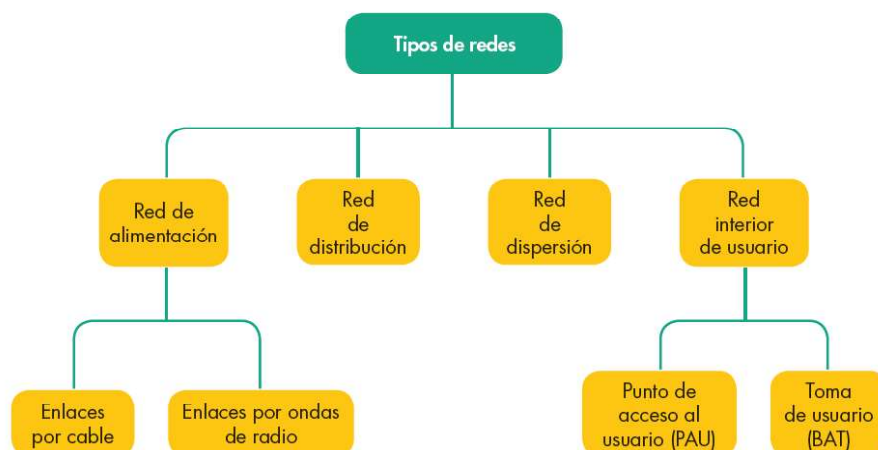 Tipos de redes
Red de
alimentación
Red
de
distribución
Red
de
dispersión
Red
interior
de usuario
Enlaces
por cable
Enlaces por ondas
de radio
Punto de
acceso al
usuario (PAU)
Toma
de usuario
(BAT)